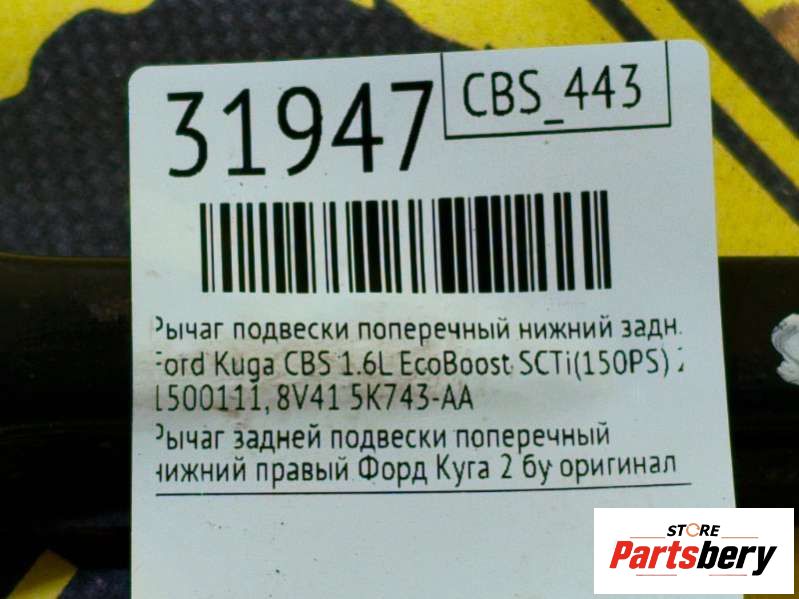 31947
CBS_443
Рычаг подвески поперечный нижний задн.
Ford Kuga CBS 1.6L EcoBoost SCTi(150PS)
1500111, 8V41 5K743-AA
Рычаг задней подвески поперечный
нижний правый Форд Куга 2 бу оригинал
STORE
Partsbery